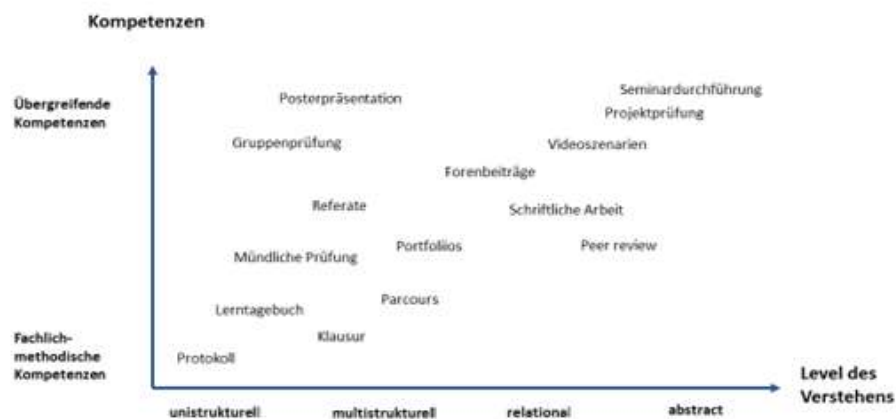 Kompetenzen
Übergreifende
Kompetenzen
Seminardurchführung
Posterpräsentation
Projektprüfung
Gruppenprüfung
Videoszenarien
Forenbeiträge
Referate
Schriftliche Arbeit
Portfoliios
Peer review
Mündliche Prüfung
Parcours
Lerntagebuch
Klausur
Fachlich-
methodische
Kompetenzen
Protokoll
Level des
Verstehens
unistrukturell
multistrukturell
relational
abstract